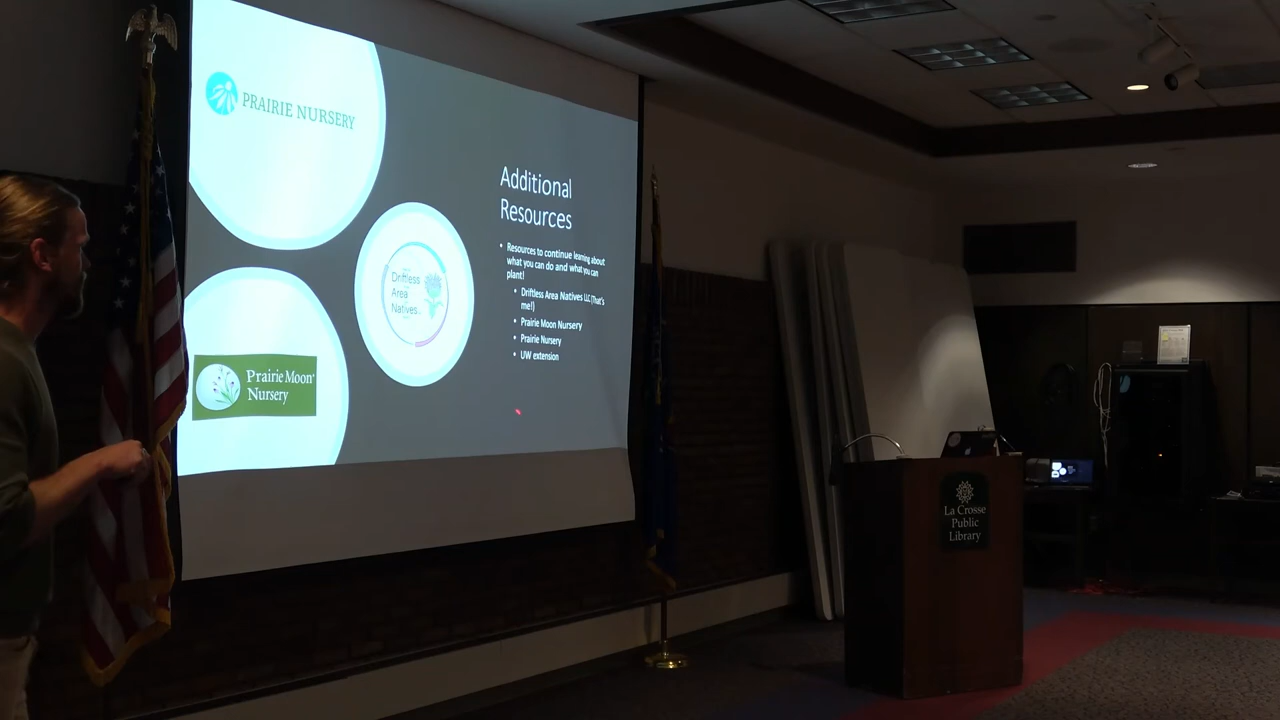 PRAIRIE NURSERY
Additional
Resources
Resources to continue learning about
what you can do and what you can
plant!
Driftless Area Natives LLC (That's
me!)
Prairie Moon Nursery
Prairie Nursery
UW extension
Driftless
Area
Natives
Prairie Moon®
Nursery
La Crosse
Public
Library